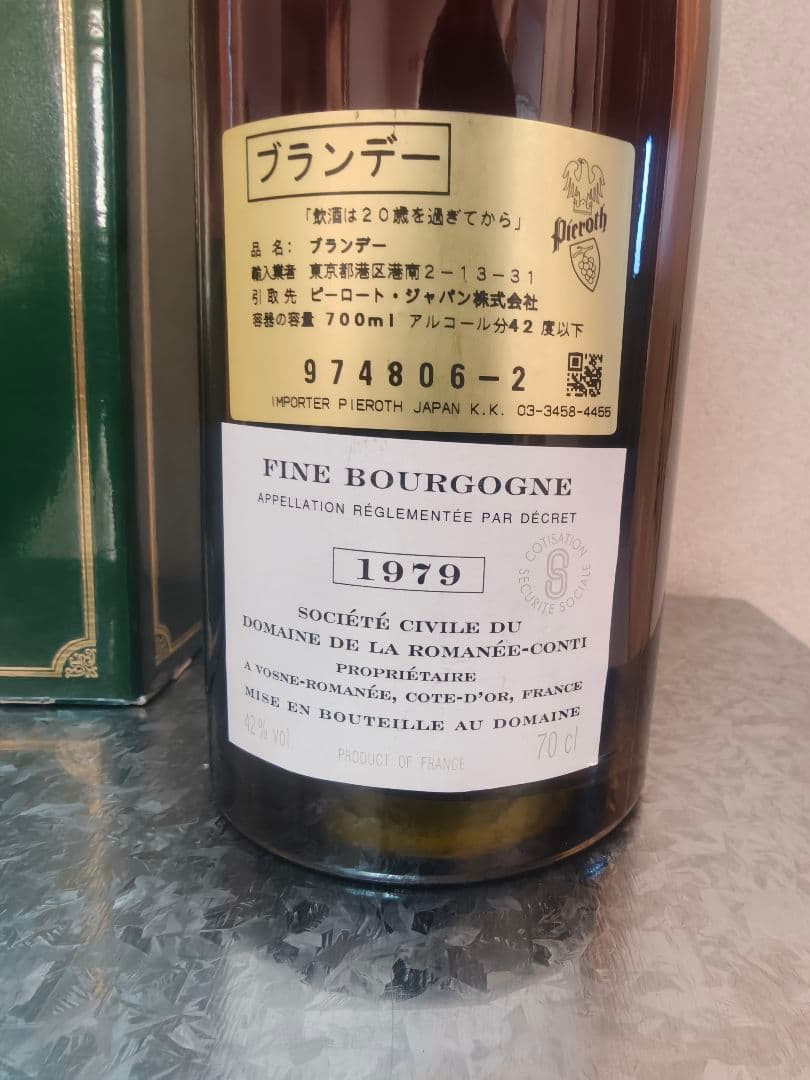 ブランデー
「飲酒は20歳を過ぎてから」
Pieroth
品名: ブランデー
輸入業者 東京都港区港南2-13-31
引取先 ピーロート・ジャパン株式会社
容器の容量 700ml アルコール分42度以下
974806-2
IMPORTER PIEROTH JAPAN K.K. 03-3458-4455
FINE BOURGOGNE
APPELLATION RÉGLEMENTÉE PAR DÉCRET
1979
COTISATION SECURITE SOCIALE
SOCIÉTÉ CIVILE DU
DOMAINE DE LA ROMANÉE-CONTI
PROPRIÉTAIRE
A VOSNE-ROMANÉE, COTE-D'OR, FRANCE
MISE EN BOUTEILLE AU DOMAINE
42% vol
70 cl
PRODUCT OF FRANCE